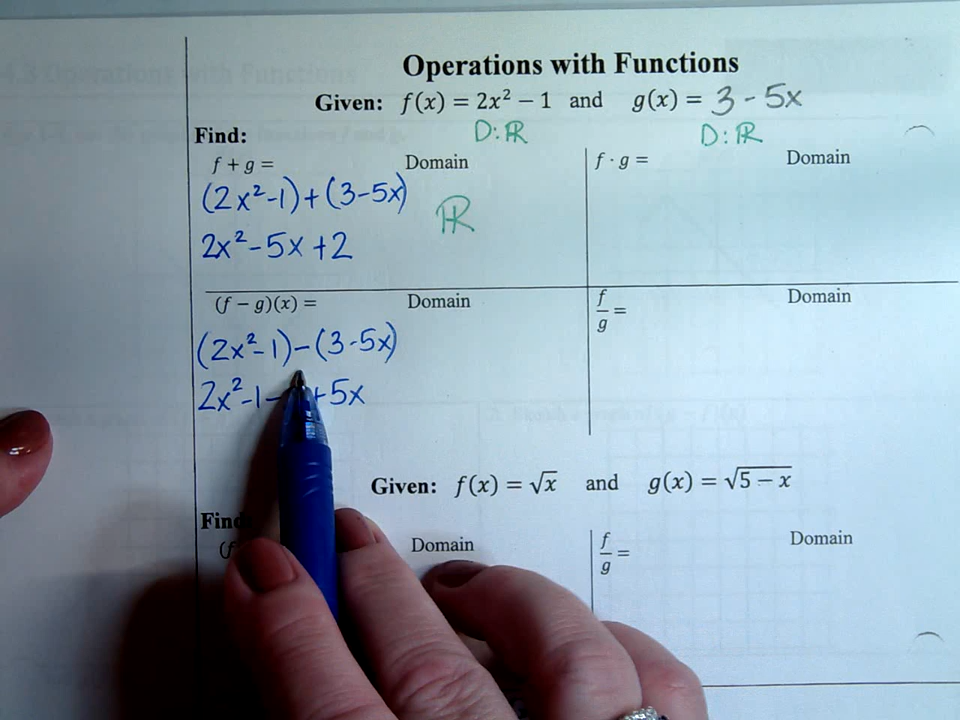 Operations with Functions
Given: f(x) = 2x² − 1 and g(x) = 3 - 5x
D: ℝ D: ℝ
Find:
f + g = Domain
(2x²-1)+(3-5x)
ℝ
2x²-5x+2
f · g = Domain
(f − g)(x) = Domain
(2x²-1)-(3-5x)
2x²-1- +5x
f/g = Domain
Given: f(x) = √x and g(x) = √(5 − x)
Find
(f Domain
f/g = Domain